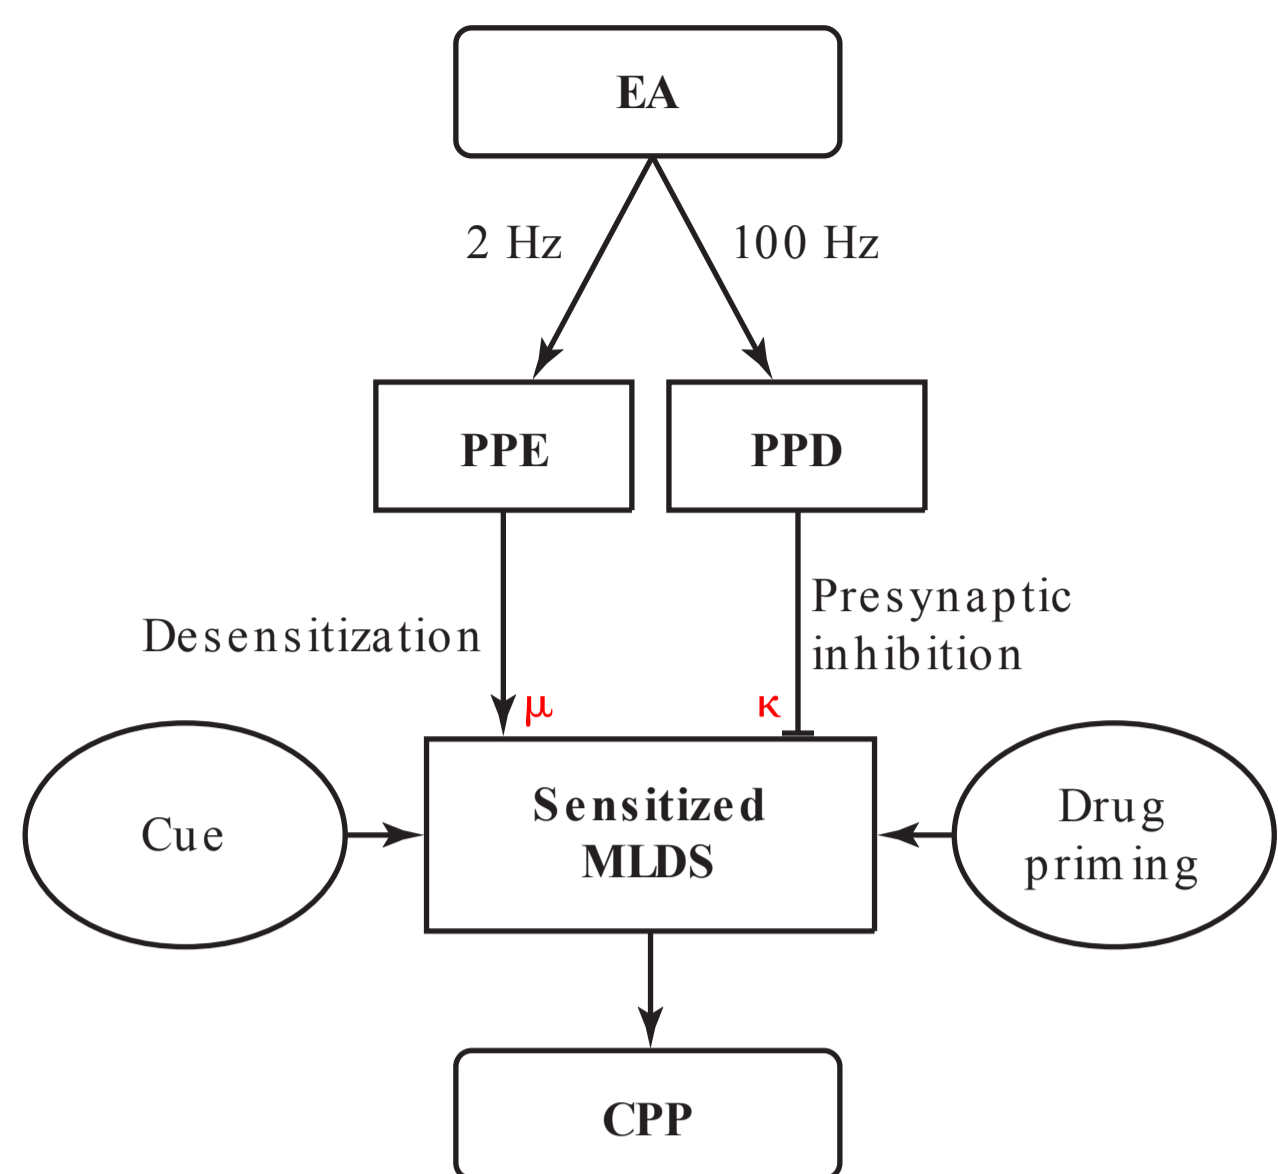 EA
2 Hz
100 Hz
PPE
PPD
Presynaptic
inhibition
Desensitization
μ
κ
Cue
Sensitized
MLDS
Drug
priming
CPP